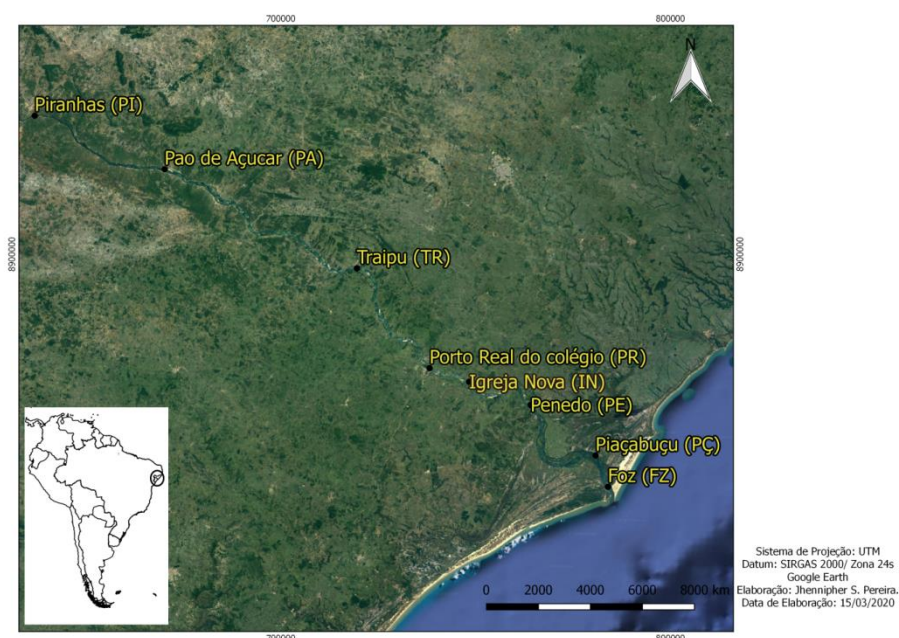 700000
800000
N
Piranhas (PI)
Pao de Açucar (PA)
8900000
8900000
Traipu (TR)
Porto Real do colégio (PR)
Igreja Nova (IN)
Penedo (PE)
Piaçabuçu (PÇ)
Foz (FZ)
0 2000 4000 6000 8000 km
Sistema de Projeção: UTM
Datum: SIRGAS 2000/ Zona 24s
Google Earth
Elaboração: Jhennipher S. Pereira.
Data de Elaboração: 15/03/2020
700000
800000